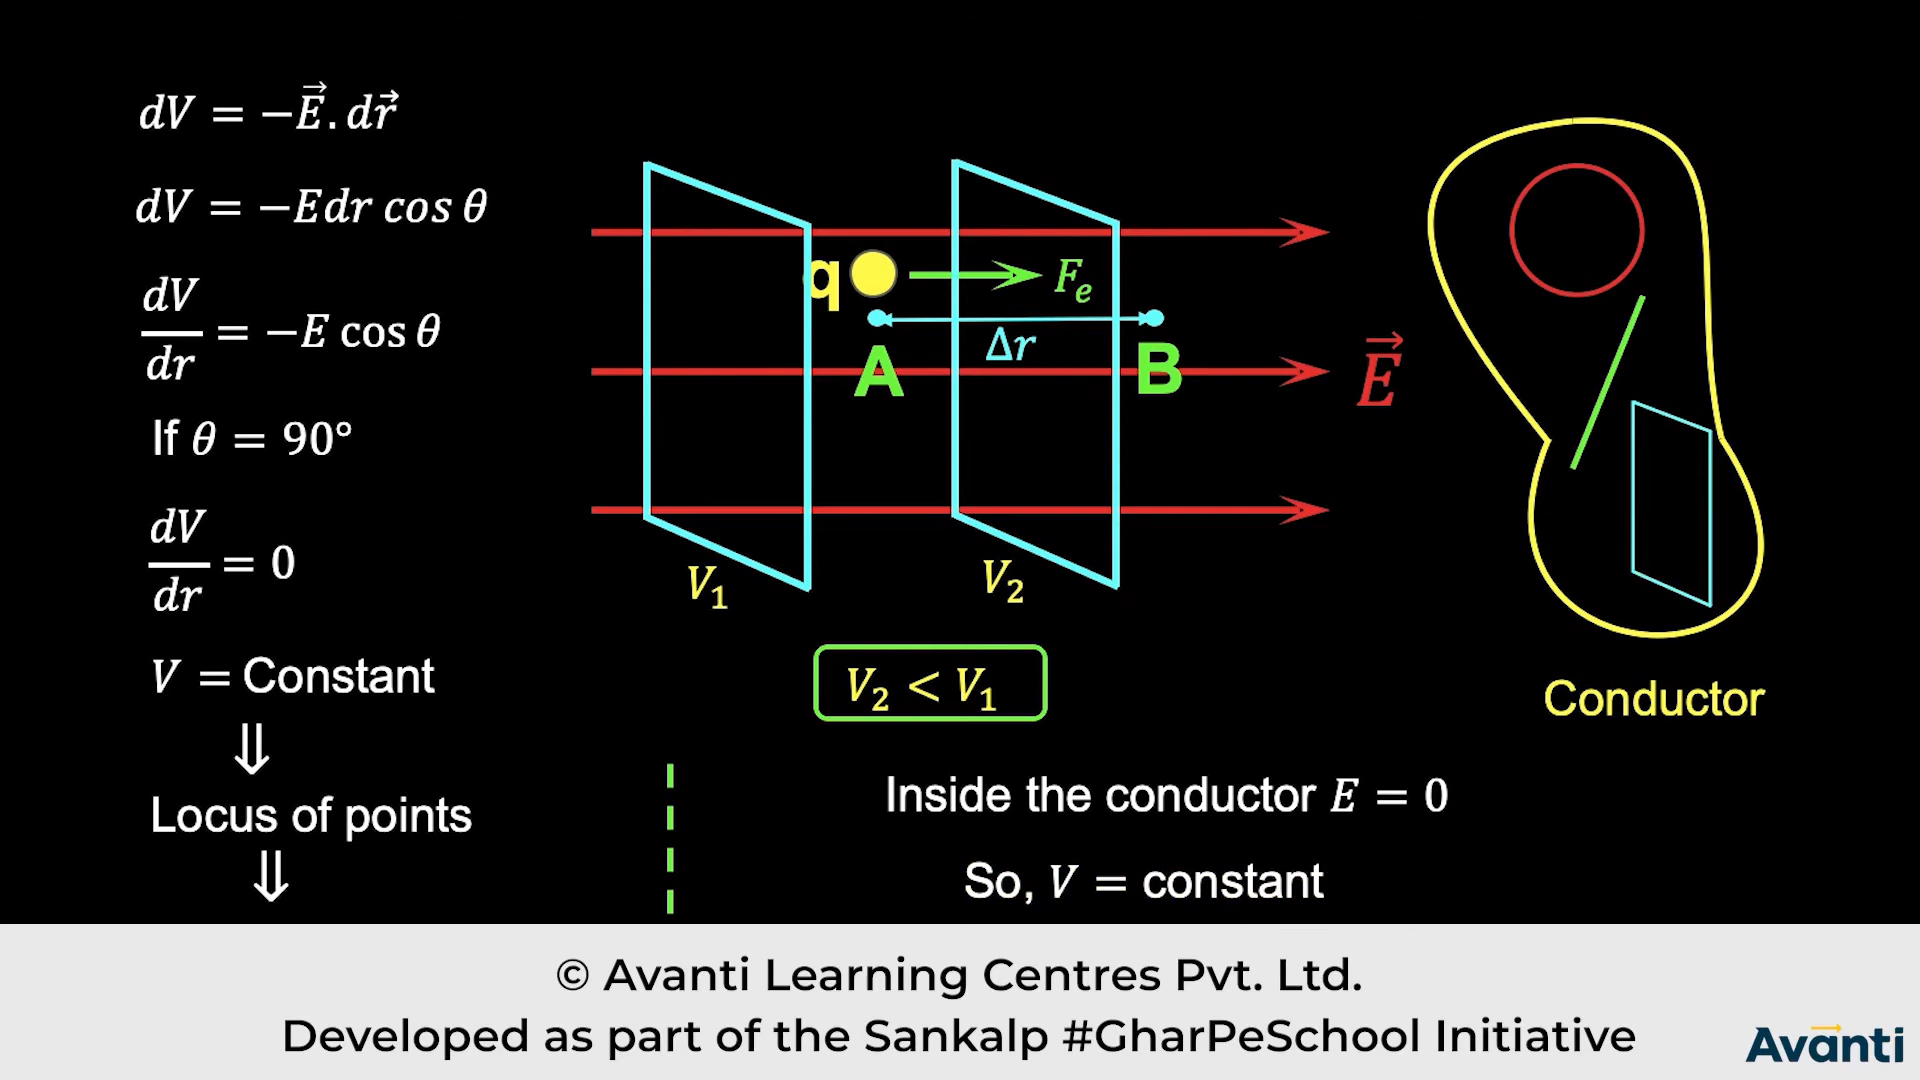 dV = −E⃗. dr⃗
dV = −Edr cos θ
dV/dr = −E cos θ
If θ = 90°
dV/dr = 0
V = Constant
⇓
Locus of points
⇓
q
Fₑ
Δr
A
B
E⃗
V₁
V₂
V₂ < V₁
Conductor
Inside the conductor E = 0
So, V = constant
© Avanti Learning Centres Pvt. Ltd.
Developed as part of the Sankalp #GharPeSchool Initiative
Avanti